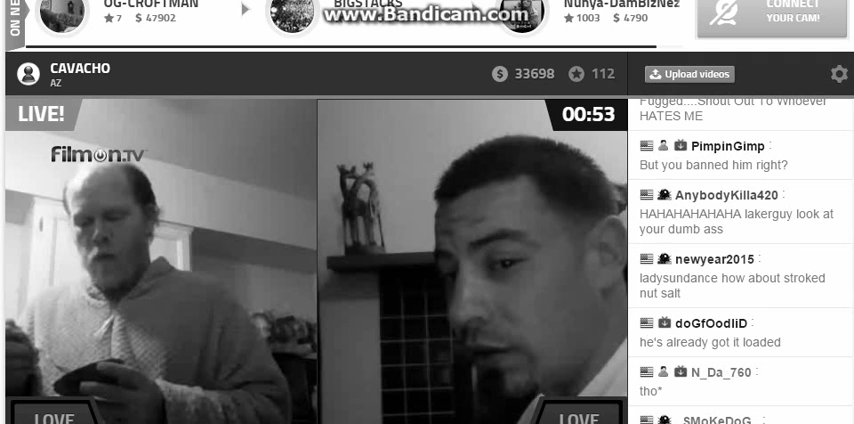 ON NE
OG-CROFTMAN
7 $ 47902
BIGSTACKS
www.Bandicam.com
Nunya-DamBizNez
1003 $ 4790
CONNECT
YOUR CAM!
CAVACHO
AZ
$ 33698 112
Upload videos
LIVE!
00:53
FilmOn.TV
LOVE
LOVE
Fugged....Shout Out To Whoever
HATES ME
PimpinGimp :
But you banned him right?
AnybodyKilla420 :
HAHAHAHAHAHA lakerguy look at
your dumb ass
newyear2015 :
ladysundance how about stroked
nut salt
doGfOodliD :
he's already got it loaded
N_Da_760 :
tho*
_SMoKeDoG_ :